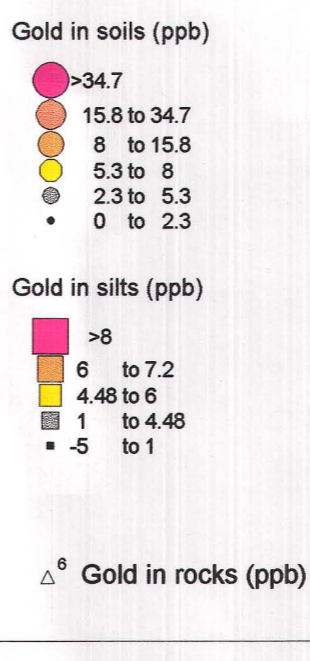 Gold in soils (ppb)
>34.7
15.8 to 34.7
8 to 15.8
5.3 to 8
2.3 to 5.3
0 to 2.3
Gold in silts (ppb)
>8
6 to 7.2
4.48 to 6
1 to 4.48
-5 to 1
6 Gold in rocks (ppb)